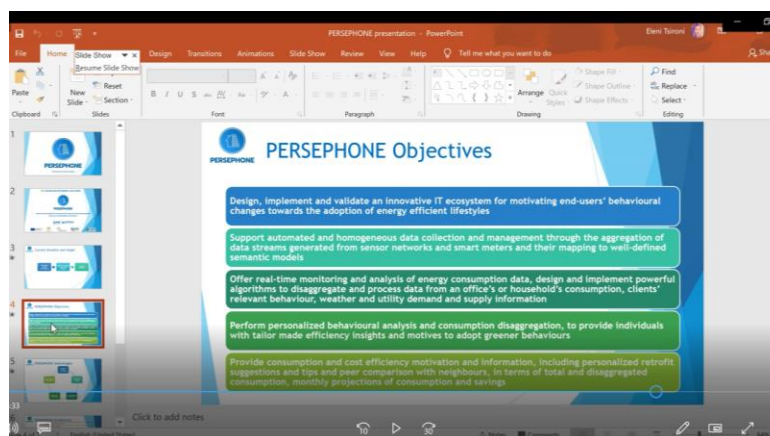 PERSEPHONE presentation - PowerPoint
Eleni Tsironi
File
Home
Slide Show
Design
Transitions
Animations
Slide Show
Review
View
Help
Tell me what you want to do
Resume Slide Show
Paste
New
Slide
Reset
Section
Arrange
Quick
Styles
Shape Fill
Shape Outline
Shape Effects
Find
Replace
Select
Clipboard
Slides
Font
Paragraph
Drawing
Editing
1
PERSEPHONE
2
3
4
5
6
PERSEPHONE
PERSEPHONE Objectives
Design, implement and validate an innovative IT ecosystem for motivating end-users' behavioural
changes towards the adoption of energy efficient lifestyles
Support automated and homogeneous data collection and management through the aggregation of
data streams generated from sensor networks and smart meters and their mapping to well-defined
semantic models
Offer real-time monitoring and analysis of energy consumption data, design and implement powerful
algorithms to disaggregate and process data from an office's or household's consumption, clients'
relevant behaviour, weather and utility demand and supply information
Perform personalized behavioural analysis and consumption disaggregation, to provide individuals
with tailor made efficiency insights and motives to adopt greener behaviours
Provide consumption and cost efficiency motivation and information, including personalized retrofit
suggestions and tips and peer comparison with neighbours, in terms of total and disaggregated
consumption, monthly projections of consumption and savings
Click to add notes
10
30